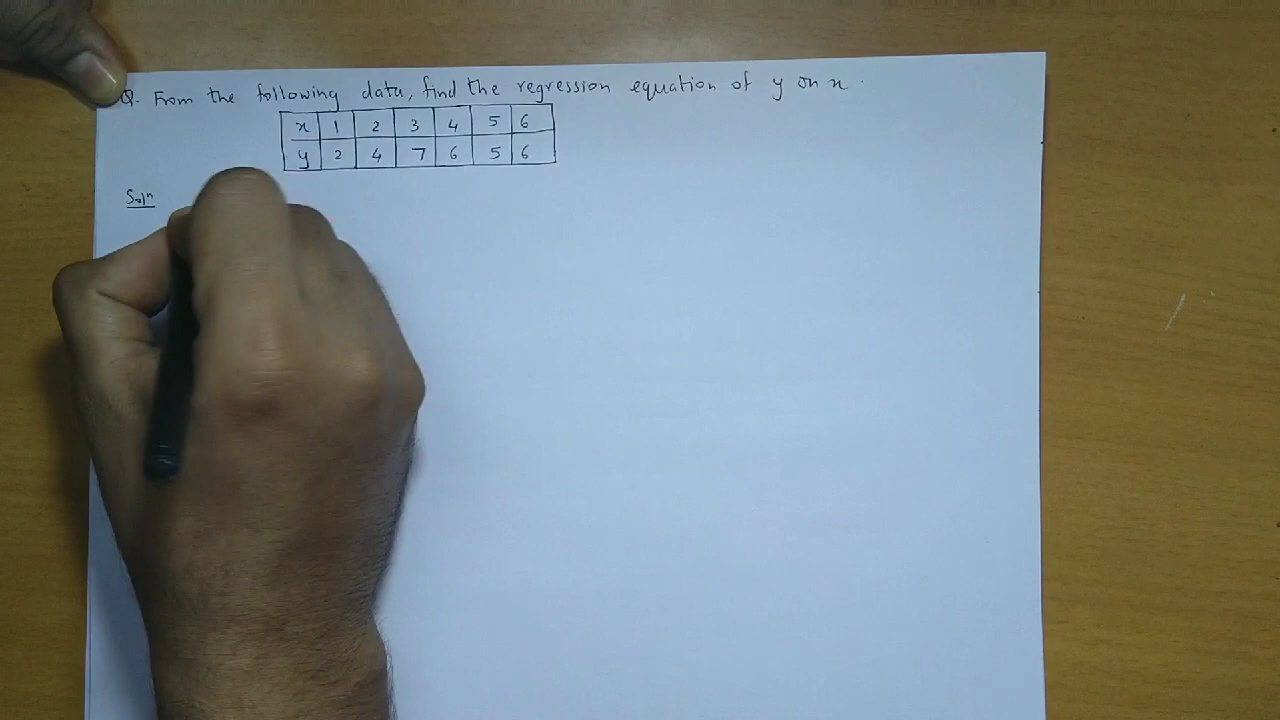 Q. From the following data, find the regression equation of y on x.
x 1 2 3 4 5 6
y 2 4 7 6 5 6
Soln